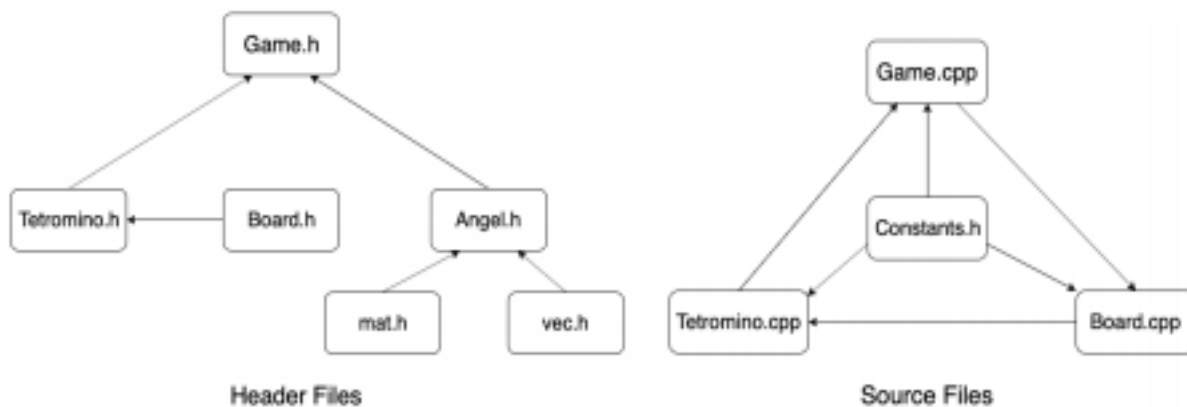 Game.h
Tetromino.h
Board.h
Angel.h
mat.h
vec.h
Header Files
Game.cpp
Constants.h
Tetromino.cpp
Board.cpp
Source Files